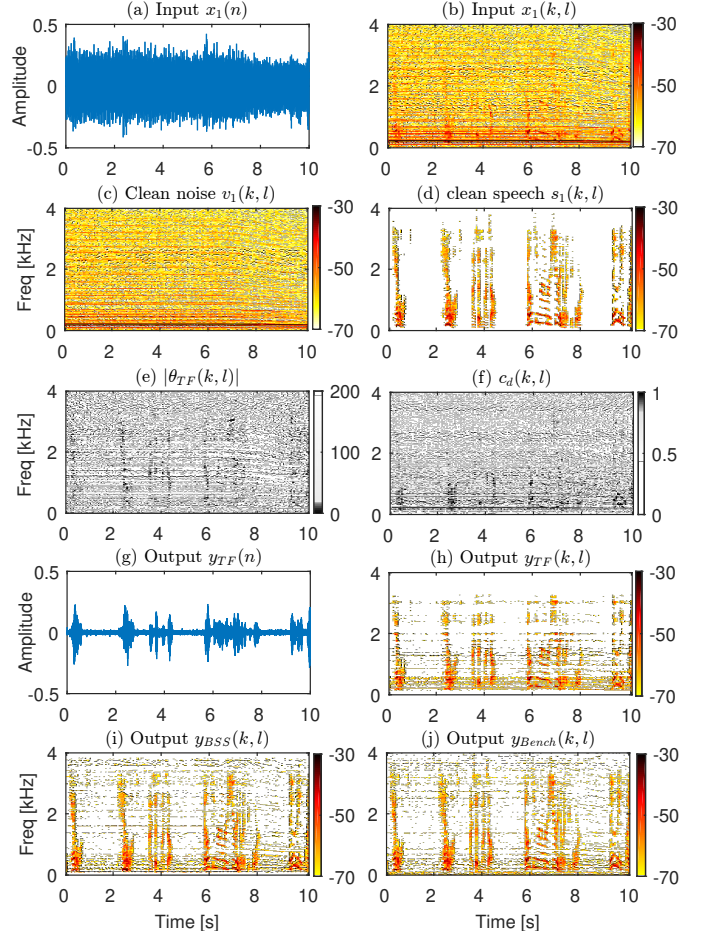 (a) Input x₁(n)
(b) Input x₁(k, l)
Amplitude
0.5
0
-0.5
0 2 4 6 8 10
4
2
0
0 2 4 6 8 10
-30
-50
-70
(c) Clean noise v₁(k, l)
(d) clean speech s₁(k, l)
Freq [kHz]
4
2
0
0 2 4 6 8 10
-30
-50
-70
4
2
0
0 2 4 6 8 10
-30
-50
-70
(e) |θ_TF(k, l)|
(f) c_d(k, l)
Freq [kHz]
4
2
0
0 2 4 6 8 10
200
100
0
4
2
0
0 2 4 6 8 10
1
0.5
0
(g) Output y_TF(n)
(h) Output y_TF(k, l)
Amplitude
0.5
0
-0.5
0 2 4 6 8 10
4
2
0
0 2 4 6 8 10
-30
-50
-70
(i) Output y_BSS(k, l)
(j) Output y_Bench(k, l)
Freq [kHz]
4
2
0
0 2 4 6 8 10
-30
-50
-70
4
2
0
0 2 4 6 8 10
-30
-50
-70
Time [s]
Time [s]